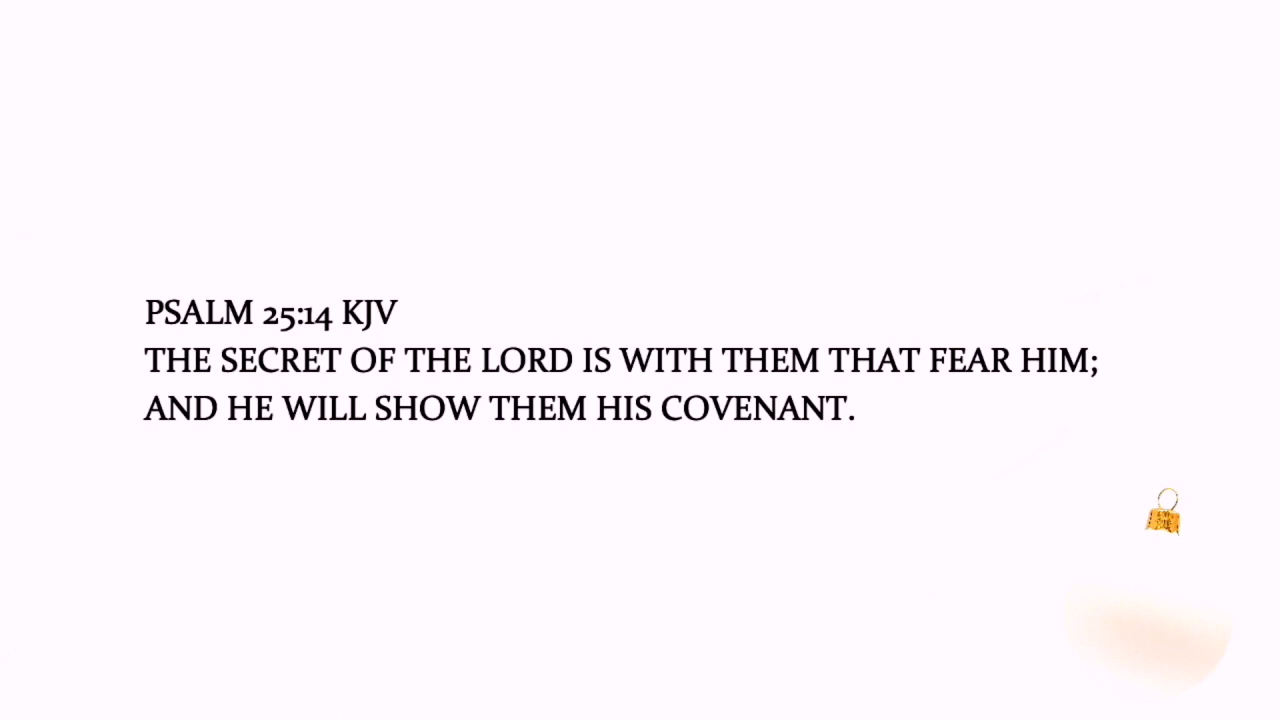 PSALM 25:14 KJV
THE SECRET OF THE LORD IS WITH THEM THAT FEAR HIM;
AND HE WILL SHOW THEM HIS COVENANT.